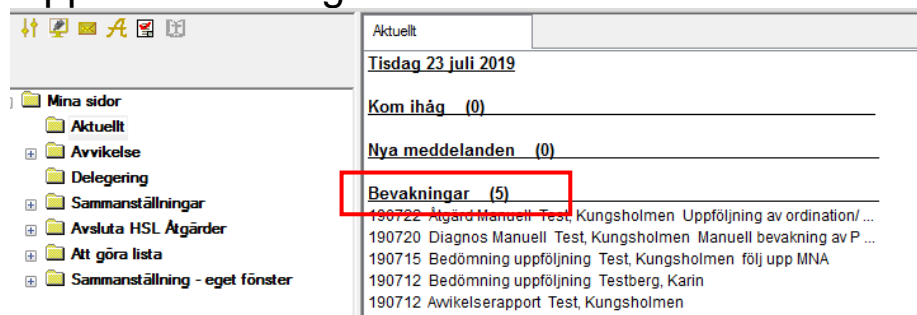 Aktuellt
Tisdag 23 juli 2019
Mina sidor
Kom ihåg (0)
Aktuellt
Avvikelse
Nya meddelanden (0)
Delegering
Bevakningar (5)
Sammanställningar
190722 Åtgärd Manuell Test, Kungsholmen Uppföljning av ordination/ ...
Avsluta HSL Åtgärder
190720 Diagnos Manuell Test, Kungsholmen Manuell bevakning av P ...
Att göra lista
190715 Bedömning uppföljning Test, Kungsholmen följ upp MNA
Sammanställning - eget fönster
190712 Bedömning uppföljning Testberg, Karin
190712 Avvikelserapport Test, Kungsholmen